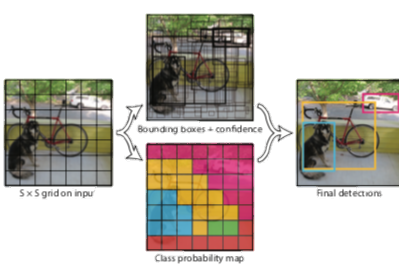 S × S grid on input
Bounding boxes + confidence
Class probability map
Final detections